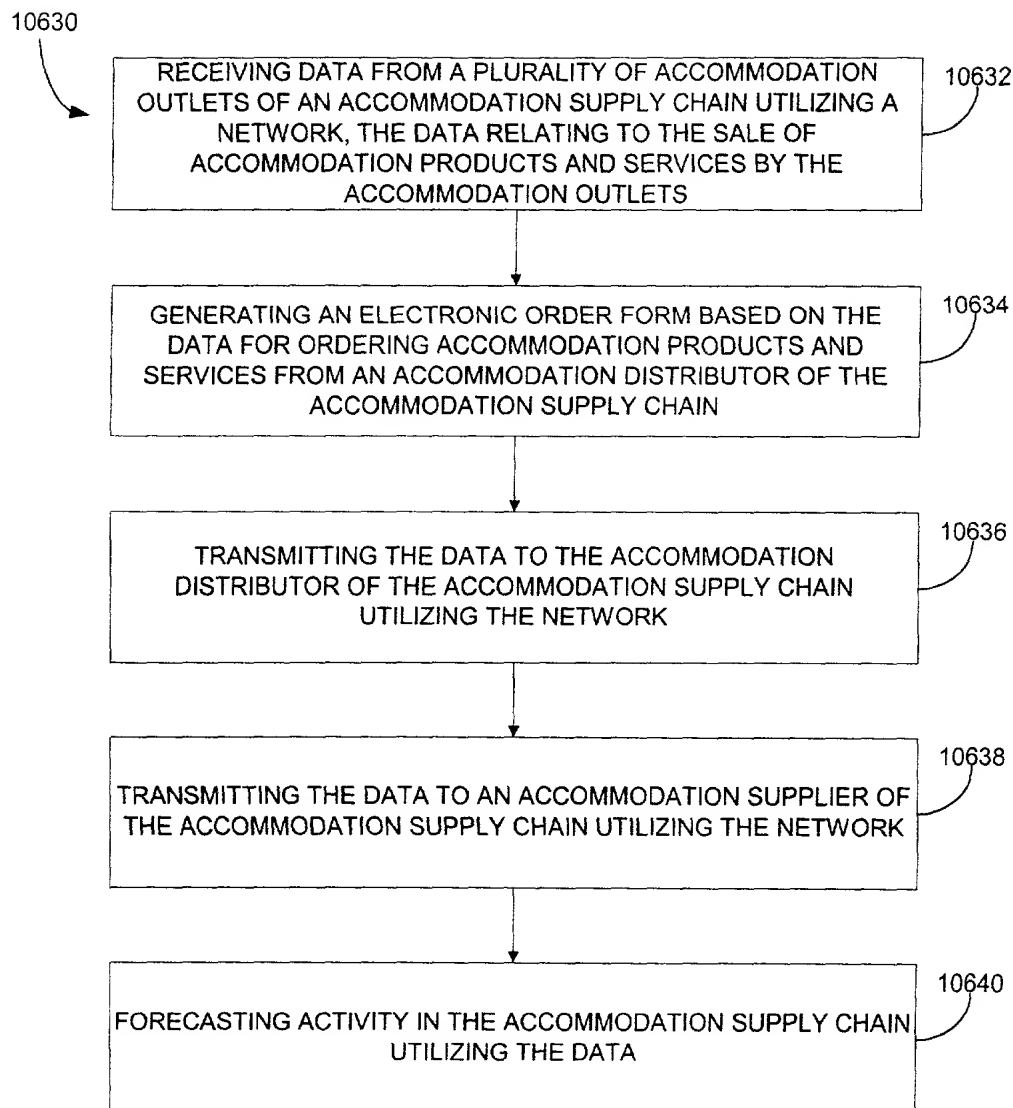 10630
RECEIVING DATA FROM A PLURALITY OF ACCOMMODATION
OUTLETS OF AN ACCOMMODATION SUPPLY CHAIN UTILIZING A
NETWORK, THE DATA RELATING TO THE SALE OF
ACCOMMODATION PRODUCTS AND SERVICES BY THE
ACCOMMODATION OUTLETS
10632
GENERATING AN ELECTRONIC ORDER FORM BASED ON THE
DATA FOR ORDERING ACCOMMODATION PRODUCTS AND
SERVICES FROM AN ACCOMMODATION DISTRIBUTOR OF THE
ACCOMMODATION SUPPLY CHAIN
10634
TRANSMITTING THE DATA TO THE ACCOMMODATION
DISTRIBUTOR OF THE ACCOMMODATION SUPPLY CHAIN
UTILIZING THE NETWORK
10636
TRANSMITTING THE DATA TO AN ACCOMMODATION SUPPLIER OF
THE ACCOMMODATION SUPPLY CHAIN UTILIZING THE NETWORK
10638
FORECASTING ACTIVITY IN THE ACCOMMODATION SUPPLY CHAIN
UTILIZING THE DATA
10640